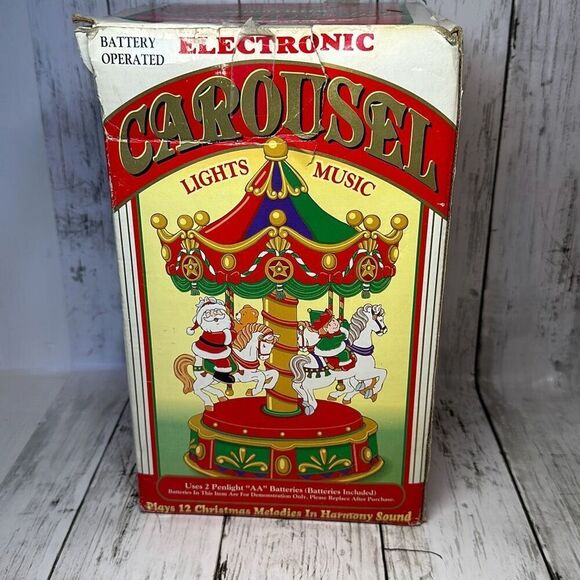 BATTERY
OPERATED
ELECTRONIC
CAROUSEL
LIGHTS MUSIC
Uses 2 Penlight "AA" Batteries (Batteries Included)
Batteries In This Item Are For Demonstration Only, Please Replace After Purchase.
Plays 12 Christmas Melodies In Harmony Sound